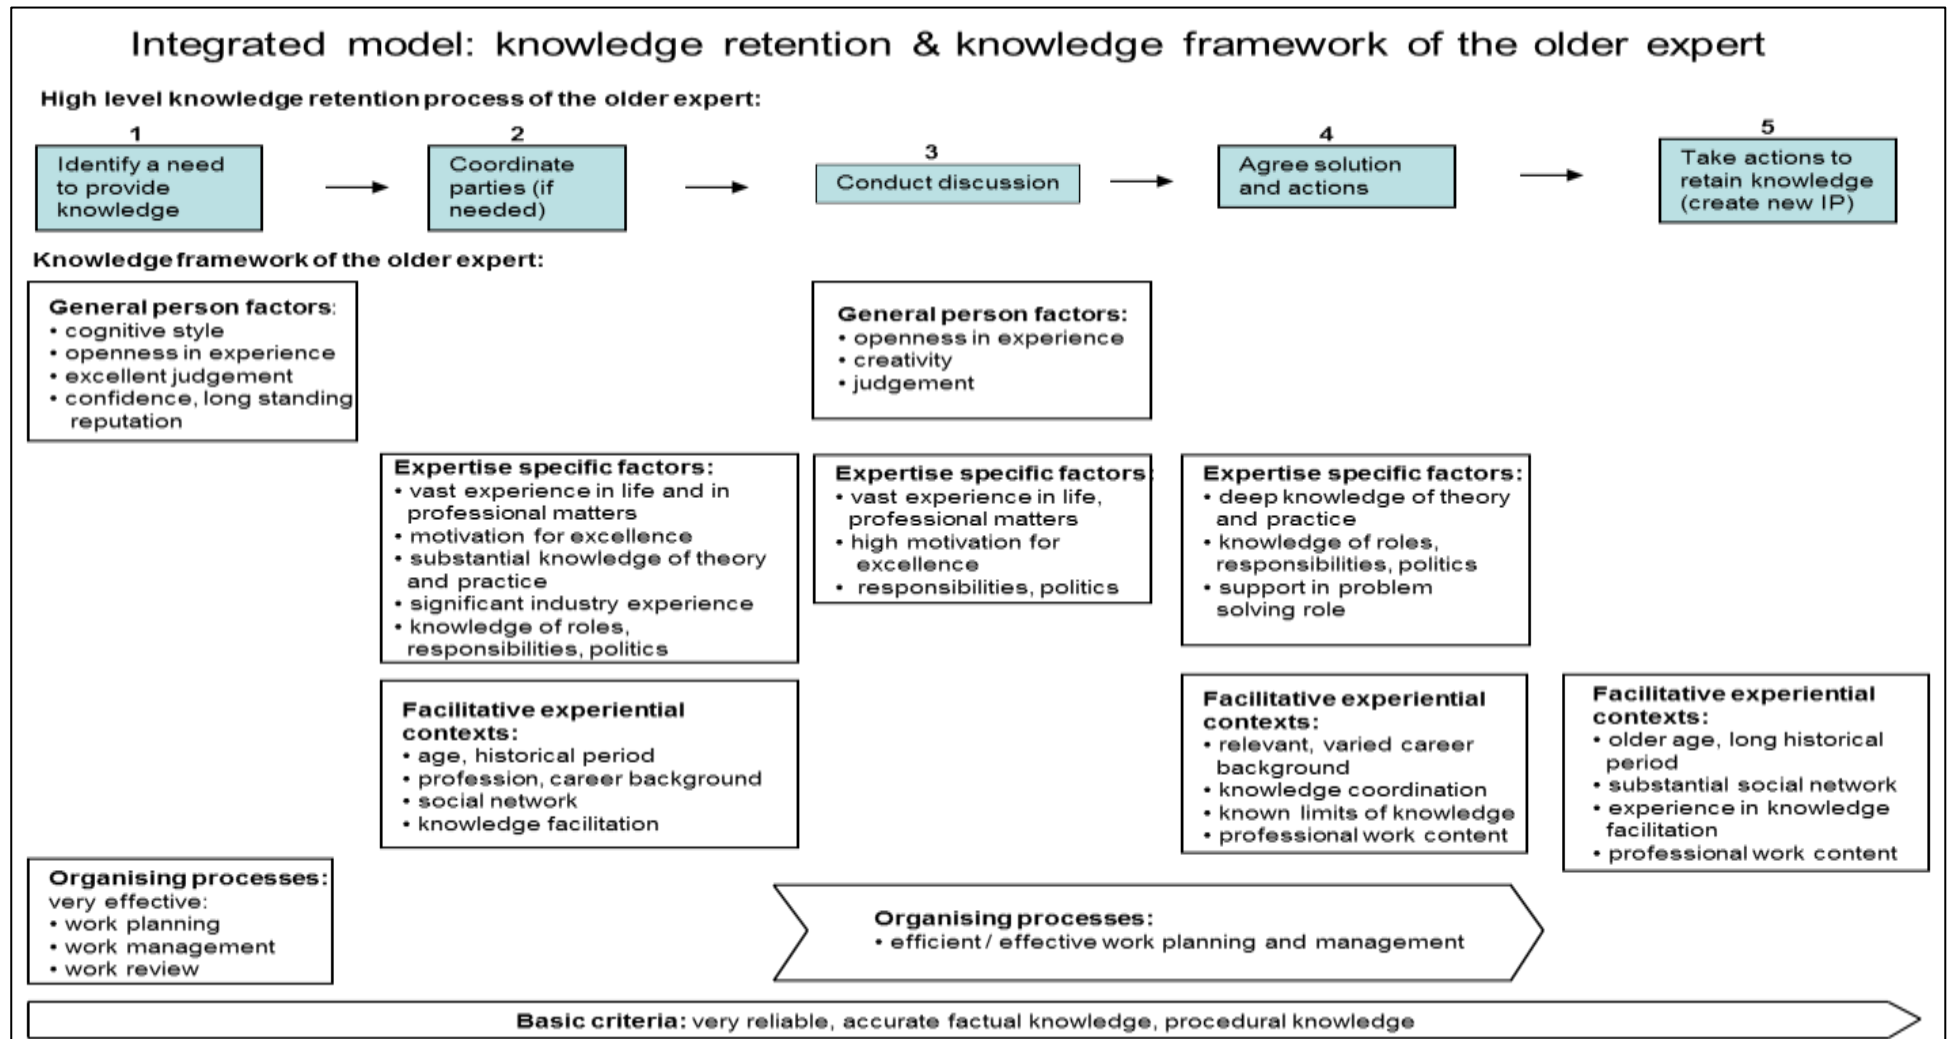 Integrated model: knowledge retention & knowledge framework of the older expert
High level knowledge retention process of the older expert:
1
Identify a need
to provide
knowledge
2
Coordinate
parties (if
needed)
3
Conduct discussion
4
Agree solution
and actions
5
Take actions to
retain knowledge
(create new IP)
Knowledge framework of the older expert:
General person factors:
• cognitive style
• openness in experience
• excellent judgement
• confidence, long standing
reputation
General person factors:
• openness in experience
• creativity
• judgement
Expertise specific factors:
• vast experience in life and in
professional matters
• motivation for excellence
• substantial knowledge of theory
and practice
• significant industry experience
• knowledge of roles,
responsibilities, politics
Expertise specific factors:
• vast experience in life,
professional matters
• high motivation for
excellence
• responsibilities, politics
Expertise specific factors:
• deep knowledge of theory
and practice
• knowledge of roles,
responsibilities, politics
• support in problem
solving role
Facilitative experiential
contexts:
• age, historical period
• profession, career background
• social network
• knowledge facilitation
Facilitative experiential
contexts:
• relevant, varied career
background
• knowledge coordination
• known limits of knowledge
• professional work content
Facilitative experiential
contexts:
• older age, long historical
period
• substantial social network
• experience in knowledge
facilitation
• professional work content
Organising processes:
very effective:
• work planning
• work management
• work review
Organising processes:
• efficient / effective work planning and management
Basic criteria: very reliable, accurate factual knowledge, procedural knowledge